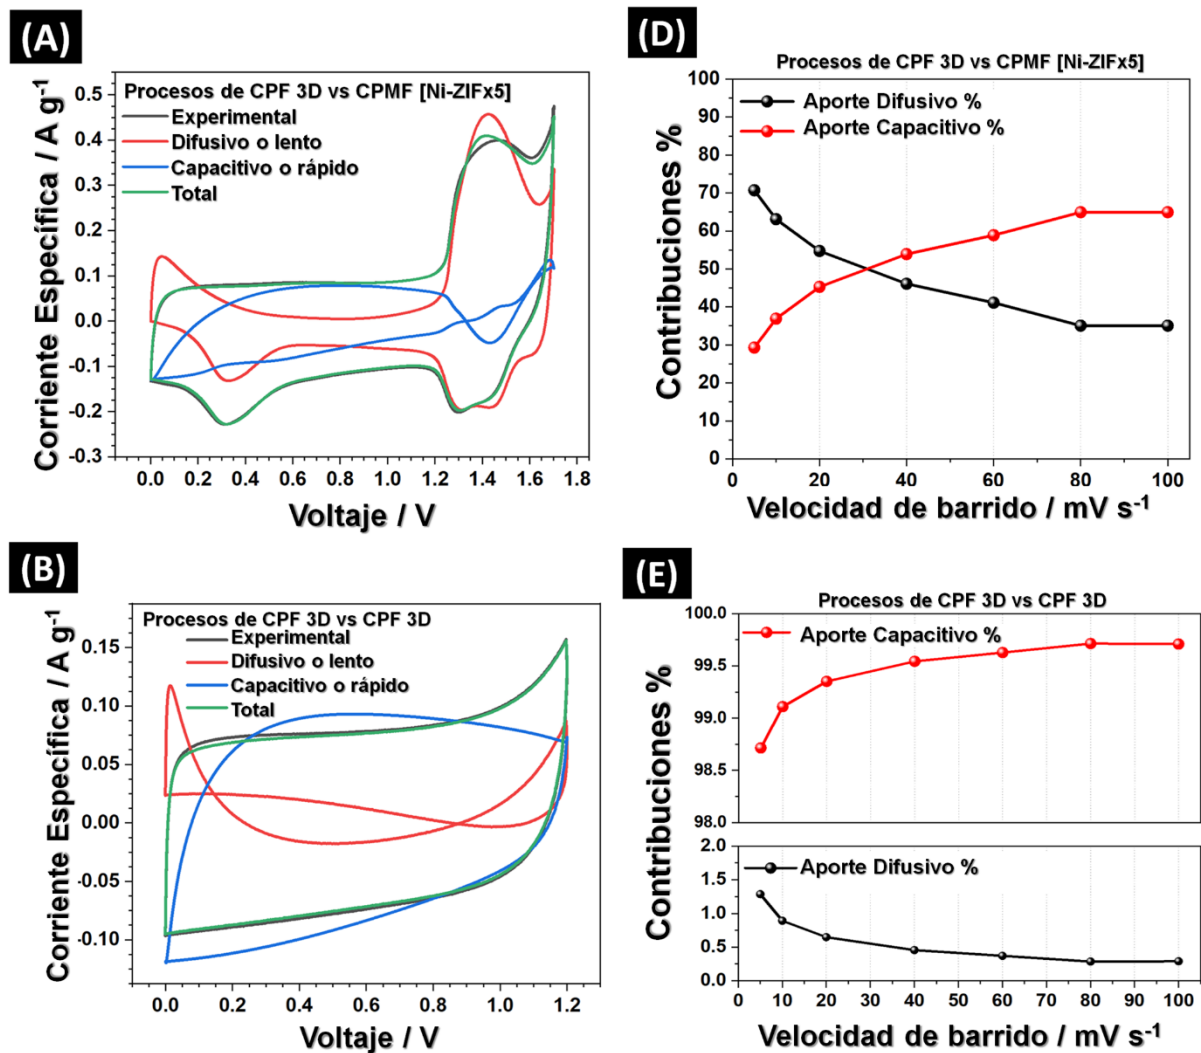 (A)
Procesos de CPF 3D vs CPMF [Ni-ZIFx5]
Experimental
Difusivo o lento
Capacitivo o rápido
Total
0.5
0.4
0.3
0.2
0.1
0.0
-0.1
-0.2
-0.3
Corriente Específica / A g-1
0.0 0.2 0.4 0.6 0.8 1.0 1.2 1.4 1.6 1.8
Voltaje / V
(D)
Procesos de CPF 3D vs CPMF [Ni-ZIFx5]
Aporte Difusivo %
Aporte Capacitivo %
100
90
80
70
60
50
40
30
20
10
0
Contribuciones %
0 20 40 60 80 100
Velocidad de barrido / mV s-1
(B)
Procesos de CPF 3D vs CPF 3D
Experimental
Difusivo o lento
Capacitivo o rápido
Total
0.15
0.10
0.05
0.00
-0.05
-0.10
Corriente Específica / A g-1
0.0 0.2 0.4 0.6 0.8 1.0 1.2
Voltaje / V
(E)
Procesos de CPF 3D vs CPF 3D
Aporte Capacitivo %
100.0
99.5
99.0
98.5
98.0
Aporte Difusivo %
2.0
1.5
1.0
0.5
0.0
Contribuciones %
0 10 20 30 40 50 60 70 80 90 100
Velocidad de barrido / mV s-1